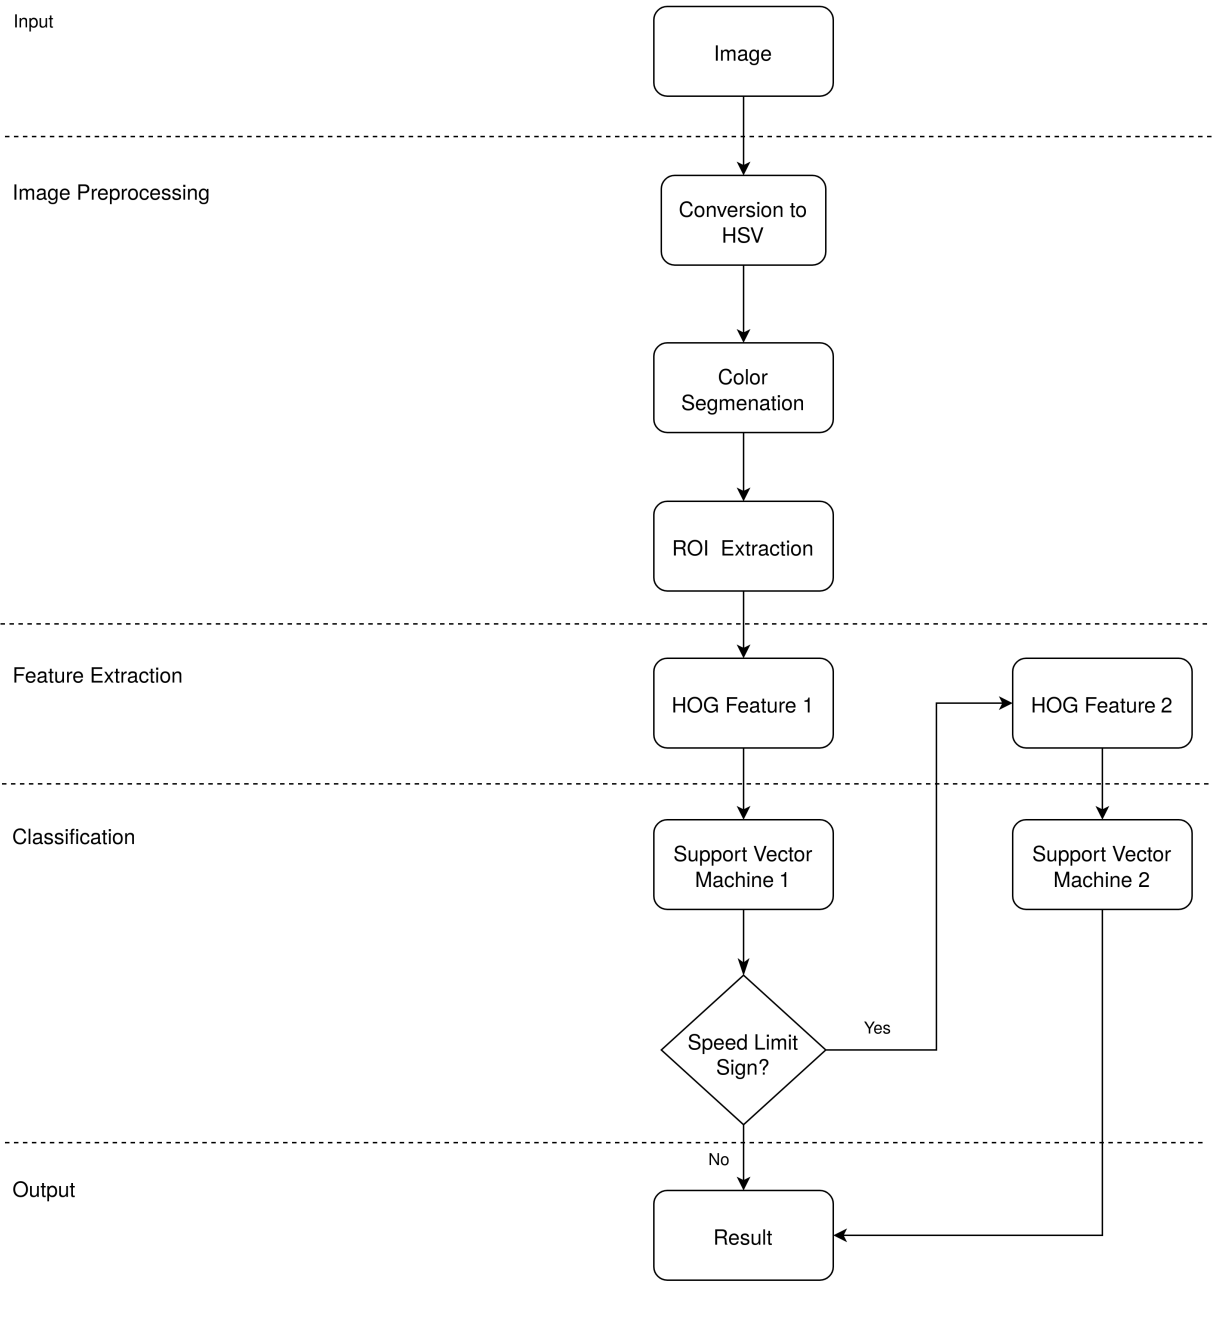 Input
Image
Image Preprocessing
Conversion to
HSV
Color
Segmenation
ROI  Extraction
Feature Extraction
HOG Feature 1
HOG Feature 2
Classification
Support Vector
Machine 1
Support Vector
Machine 2
Speed Limit
Sign?
Yes
No
Output
Result